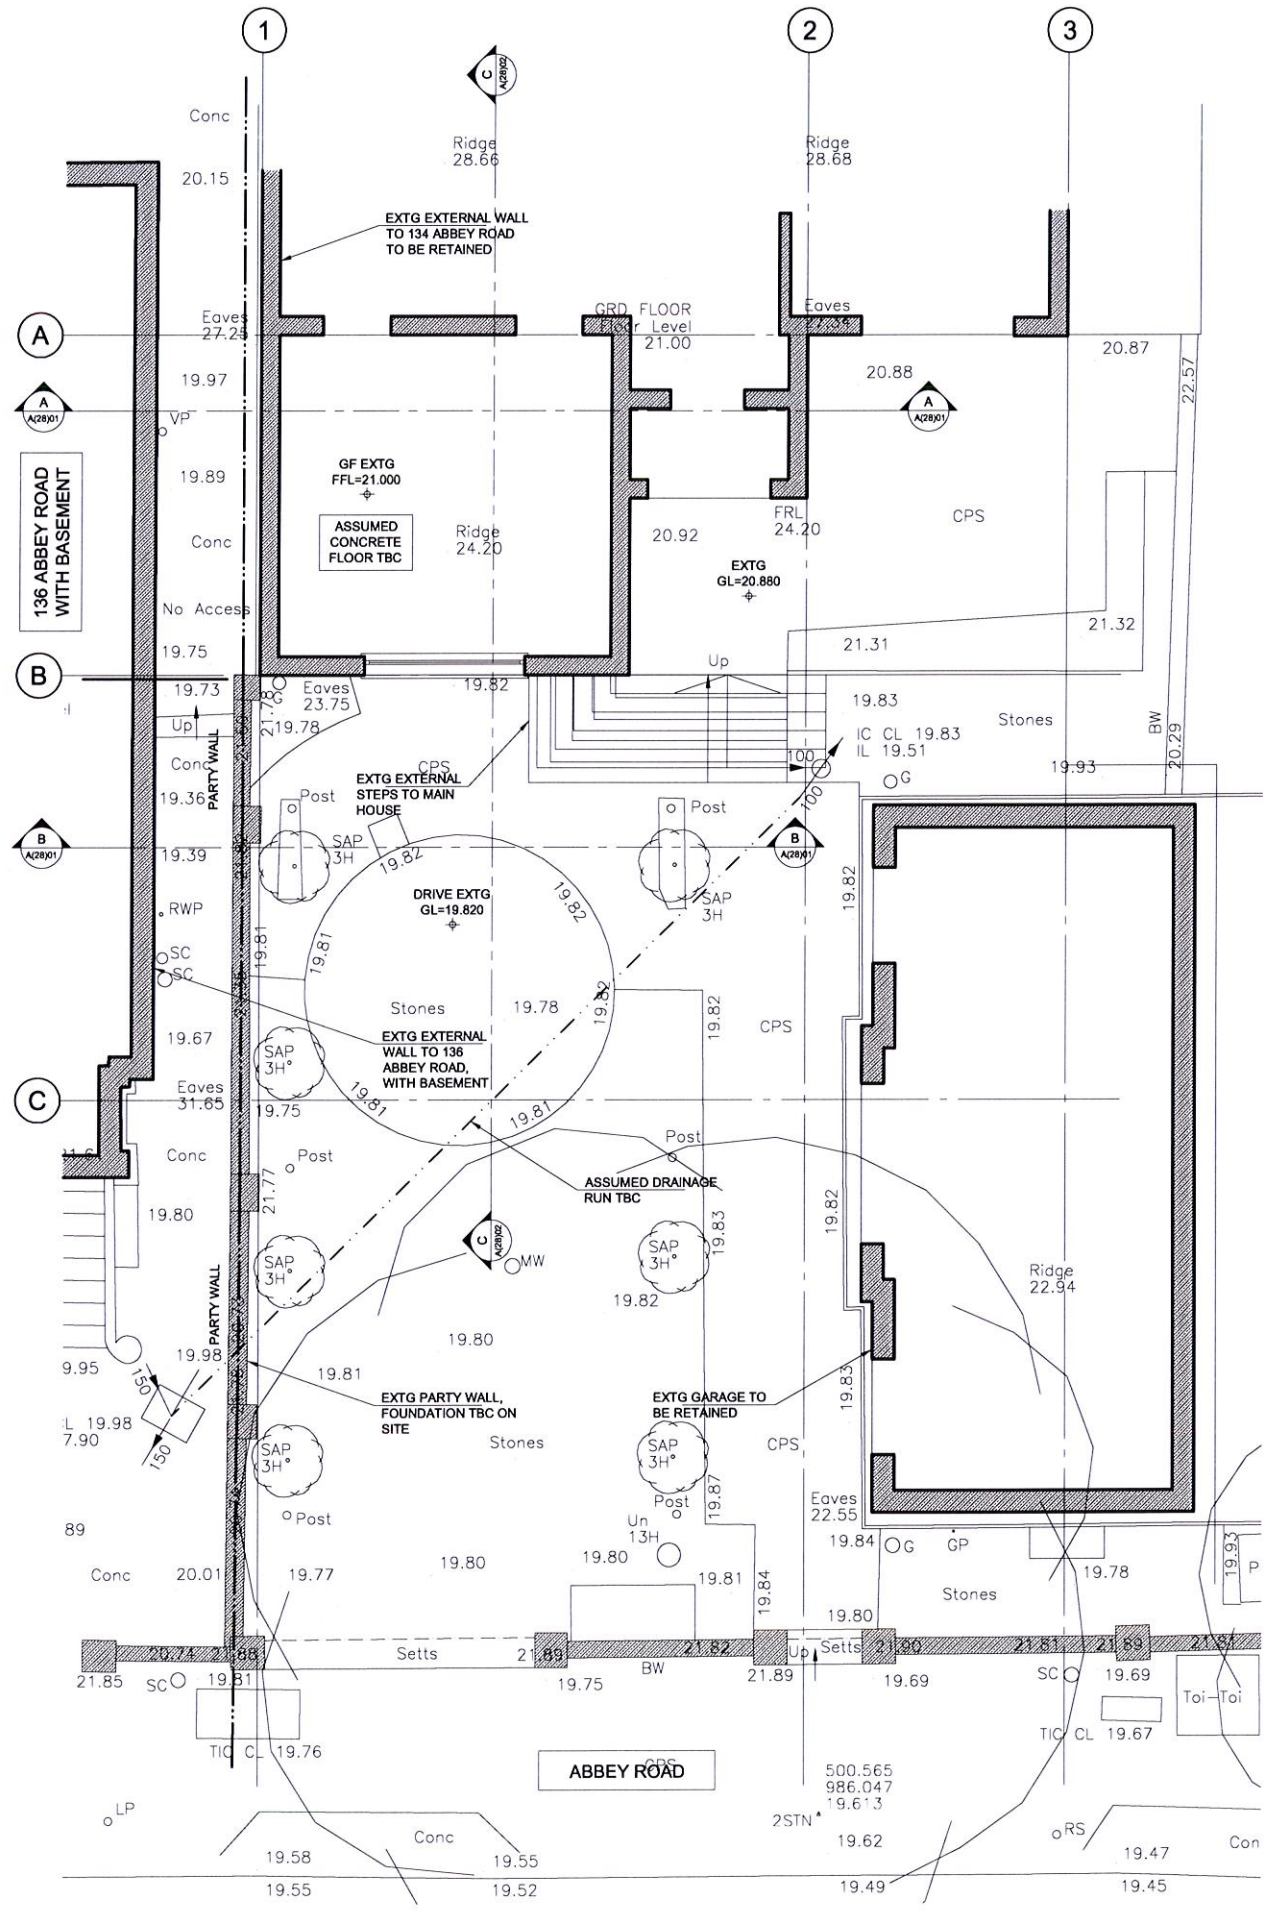 1
2
3
C
A(28)02
Conc
20.15
Ridge
28.66
Ridge
28.68
EXTG EXTERNAL WALL
TO 134 ABBEY ROAD
TO BE RETAINED
Eaves
27.25
GRD FLOOR
Floor Level
21.00
Eaves
27.34
A
20.87
19.97
20.88
22.57
A
A(28)01
A
A(28)01
VP
136 ABBEY ROAD
WITH BASEMENT
19.89
GF EXTG
FFL=21.000
ASSUMED
CONCRETE
FLOOR TBC
Ridge
24.20
FRL
24.20
CPS
20.92
Conc
EXTG
GL=20.880
No Access
19.75
21.32
21.31
B
Up
19.73
Up
21.78
G
Eaves
23.75
19.82
19.78
19.83
Stones
BW
20.29
IC CL 19.83
IL 19.51
19.93
100
100
G
PARTY WALL
Conc
19.36
CPS
EXTG EXTERNAL
STEPS TO MAIN
HOUSE
Post
SAP
3H
Post
SAP
3H
B
A(28)01
B
A(28)01
19.39
19.82
19.82
19.82
DRIVE EXTG
GL=19.820
RWP
SC
SC
19.81
19.81
Stones
19.78
19.82
19.82
CPS
19.67
EXTG EXTERNAL
WALL TO 136
ABBEY ROAD,
WITH BASEMENT
SAP
3H
C
Eaves
31.65
19.75
19.81
19.81
Conc
Post
21.77
Post
ASSUMED DRAINAGE
RUN TBC
19.80
19.83
19.82
C
A(28)02
MW
SAP
3H
SAP
3H
19.82
Ridge
22.94
PARTY WALL
19.80
9.95
150
19.98
19.81
19.83
EXTG PARTY WALL,
FOUNDATION TBC ON
SITE
EXTG GARAGE TO
BE RETAINED
L 19.98
7.90
150
Stones
SAP
3H
SAP
3H
CPS
19.87
Eaves
22.55
Post
Post
Un
13H
89
19.84
G
GP
19.93
P
Conc
20.01
19.77
19.80
19.80
19.81
19.84
19.78
Stones
19.80
20.74
21.88
Setts
21.89
21.82
Up
Setts
21.90
21.81
21.89
21.81
21.85
SC
19.81
BW
19.75
21.89
19.69
SC
19.69
Toi-Toi
TIC CL 19.76
TIC CL 19.67
ABBEY ROAD
CPS
500.565
986.047
19.613
2STN
LP
Conc
19.62
RS
19.47
Con
19.58
19.55
19.55
19.52
19.49
19.45